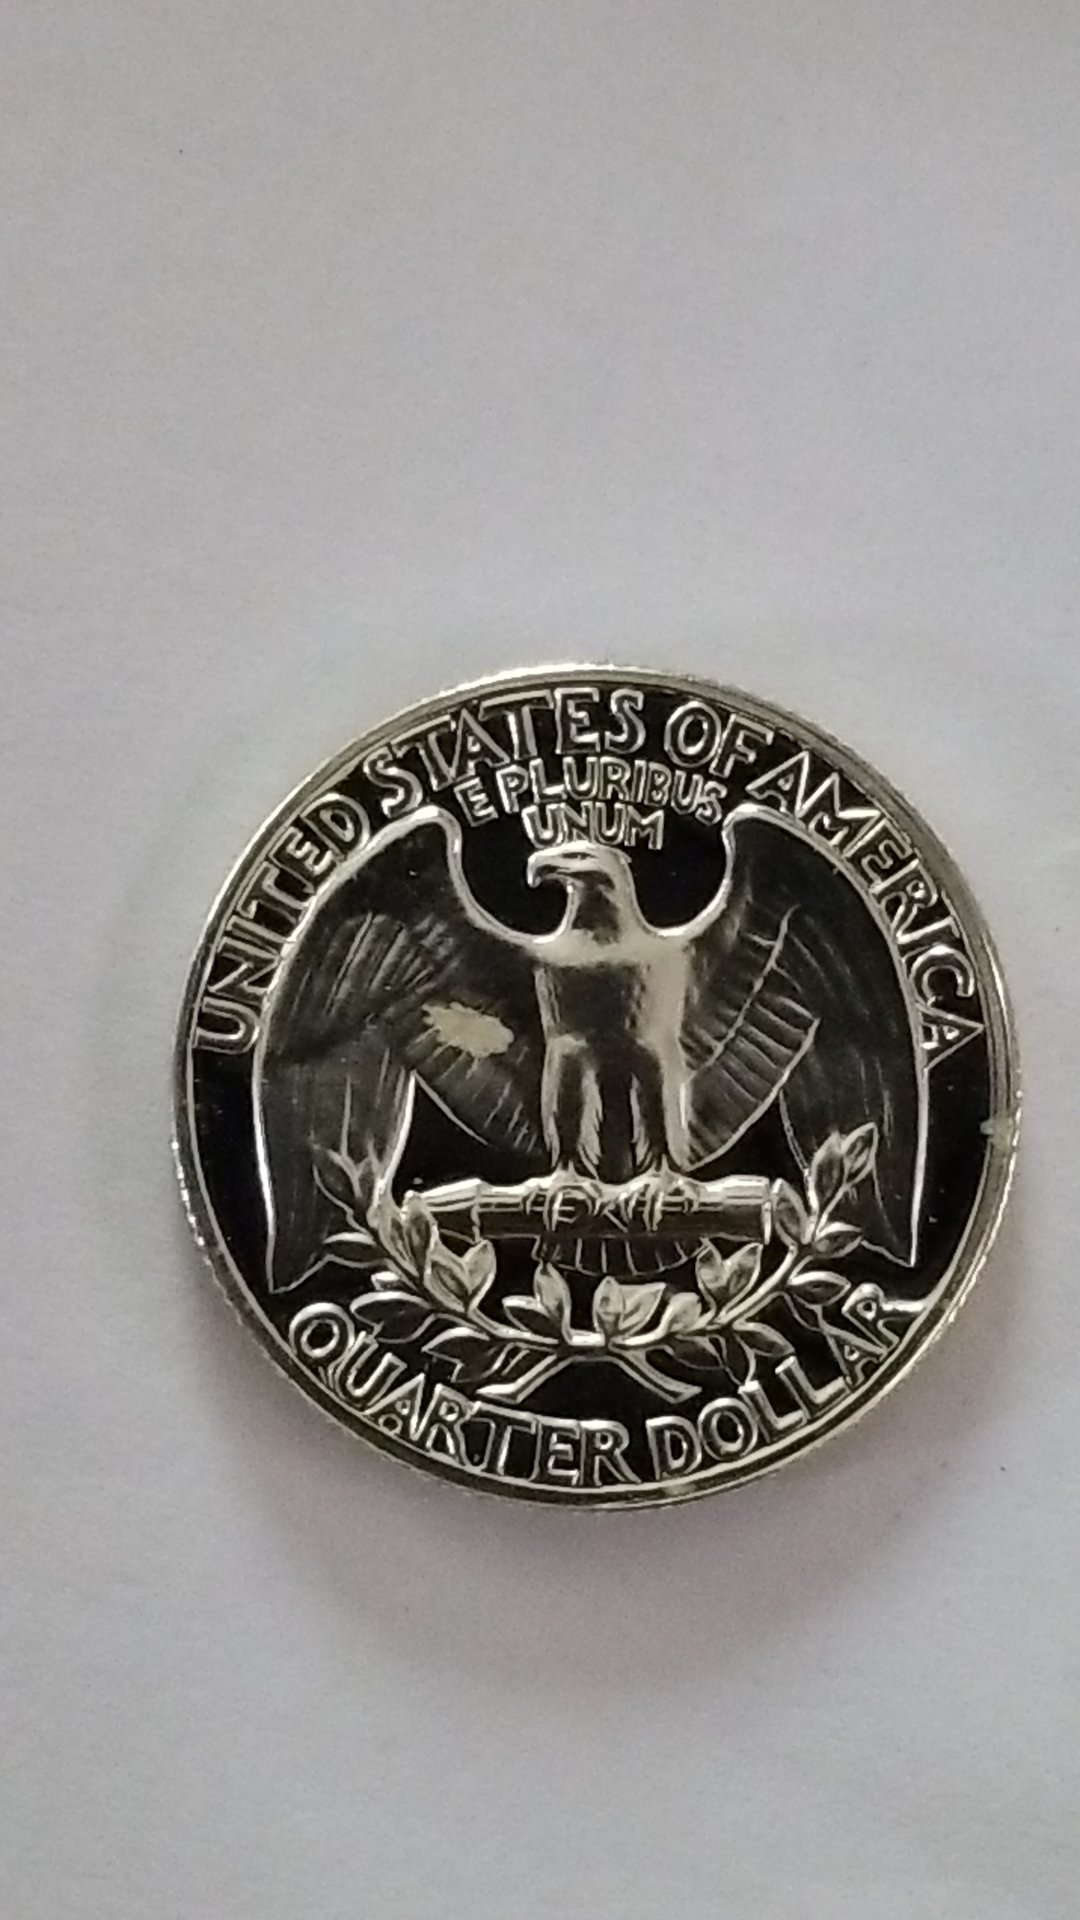 UNITED STATES OF AMERICA
E PLURIBUS
UNUM
QUARTER DOLLAR